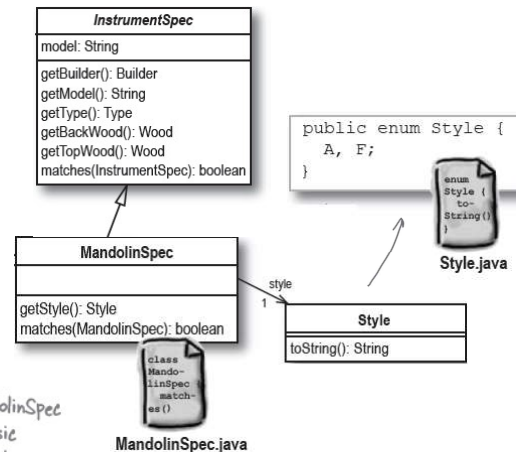 InstrumentSpec
model: String
getBuilder(): Builder
getModel(): String
getType(): Type
getBackWood(): Wood
getTopWood(): Wood
matches(InstrumentSpec): boolean
public enum Style {
A, F;
}
enum
Style {
to-
String()
}
Style.java
MandolinSpec
getStyle(): Style
matches(MandolinSpec): boolean
style
1
Style
toString(): String
class
Mando-
linSpec {
match-
es()
MandolinSpec.java